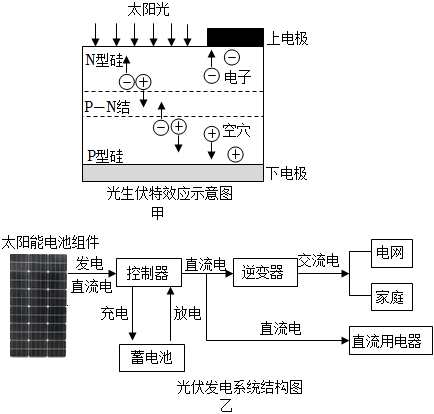 太阳光
上电极
N型硅
电子
P—N结
空穴
P型硅
下电极
光生伏特效应示意图
甲
太阳能电池组件
发电
直流电
控制器
直流电
逆变器
交流电
电网
家庭
充电
放电
蓄电池
直流电
直流用电器
光伏发电系统结构图
乙